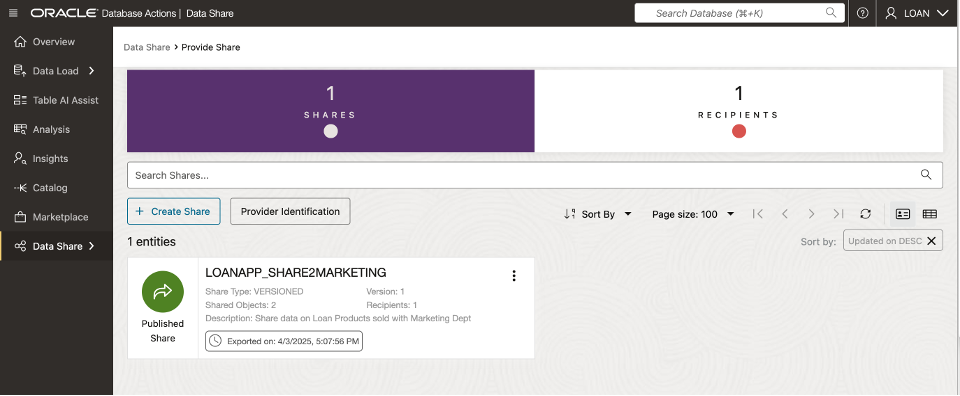 ORACLE Database Actions | Data Share
Search Database (⌘+K)
LOAN
Overview
Data Load
Table AI Assist
Analysis
Insights
Catalog
Marketplace
Data Share
Data Share > Provide Share
1
SHARES
1
RECIPIENTS
Search Shares...
+ Create Share
Provider Identification
Sort By
Page size: 100
1 entities
Sort by: Updated on DESC
LOANAPP_SHARE2MARKETING
Share Type: VERSIONED
Version: 1
Shared Objects: 2
Recipients: 1
Description: Share data on Loan Products sold with Marketing Dept
Exported on: 4/3/2025, 5:07:56 PM
Published
Share